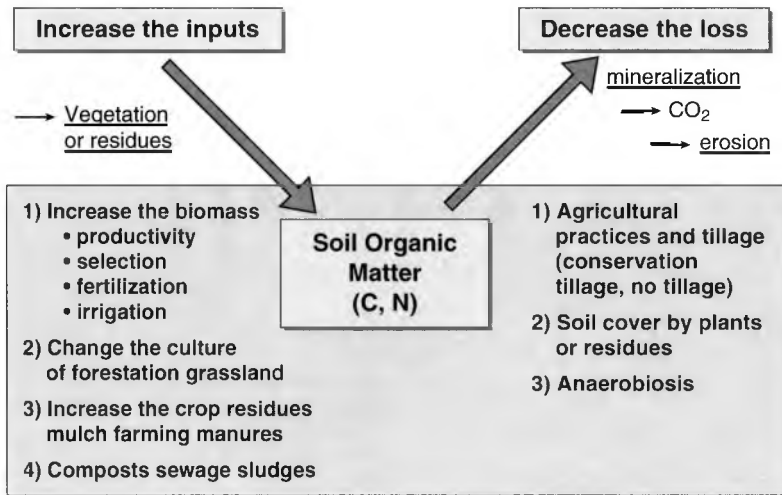 Increase the inputs
Decrease the loss
→ Vegetation
or residues
mineralization
→ CO₂
→ erosion
1) Increase the biomass
• productivity
• selection
• fertilization
• irrigation
2) Change the culture
of forestation grassland
3) Increase the crop residues
mulch farming manures
4) Composts sewage sludges
Soil Organic
Matter
(C, N)
1) Agricultural
practices and tillage
(conservation
tillage, no tillage)
2) Soil cover by plants
or residues
3) Anaerobiosis